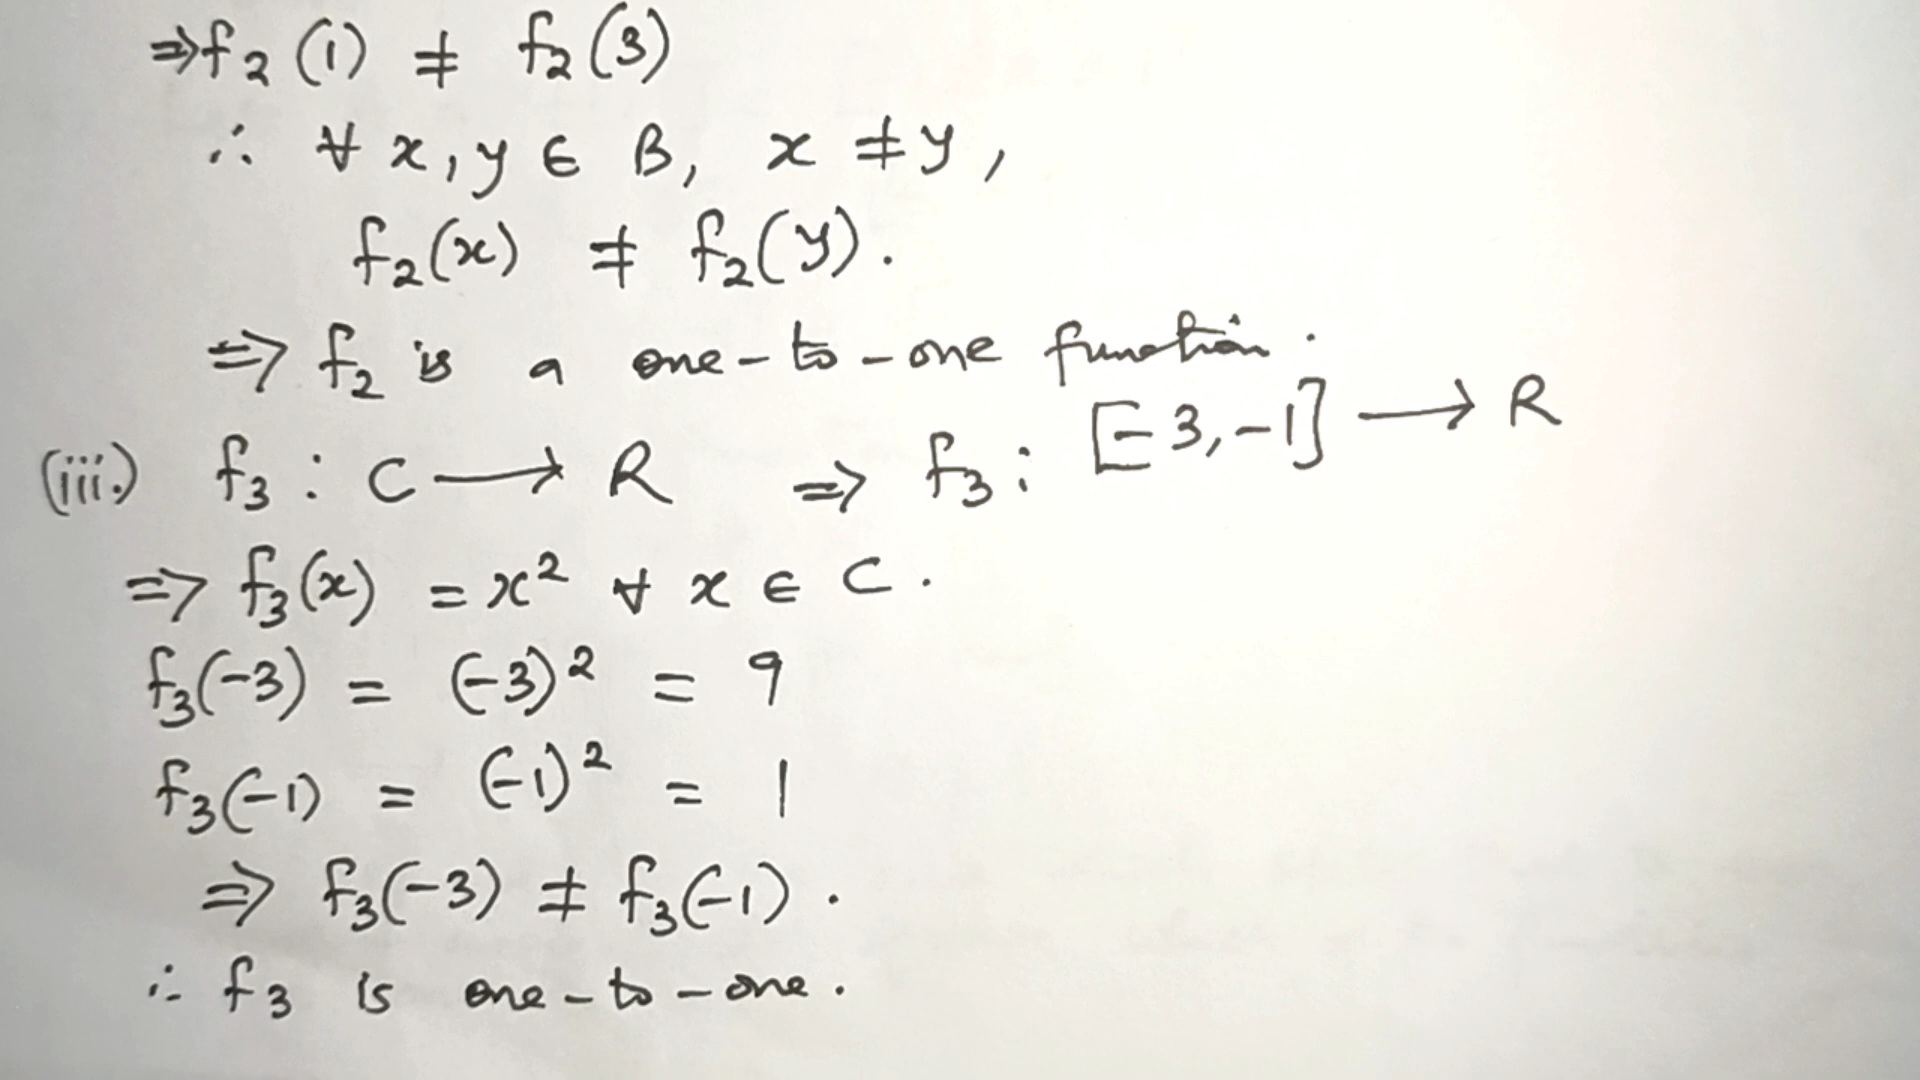 ⇒ f₂(1) ≠ f₂(3)
∴ ∀ x, y ∈ B, x ≠ y,
f₂(x) ≠ f₂(y).
⇒ f₂ is a one-to-one function.
(iii.) f₃ : C ⟶ R ⇒ f₃ : [-3, -1] ⟶ R
⇒ f₃(x) = x² ∀ x ∈ C.
f₃(-3) = (-3)² = 9
f₃(-1) = (-1)² = 1
⇒ f₃(-3) ≠ f₃(-1).
∴ f₃ is one-to-one.